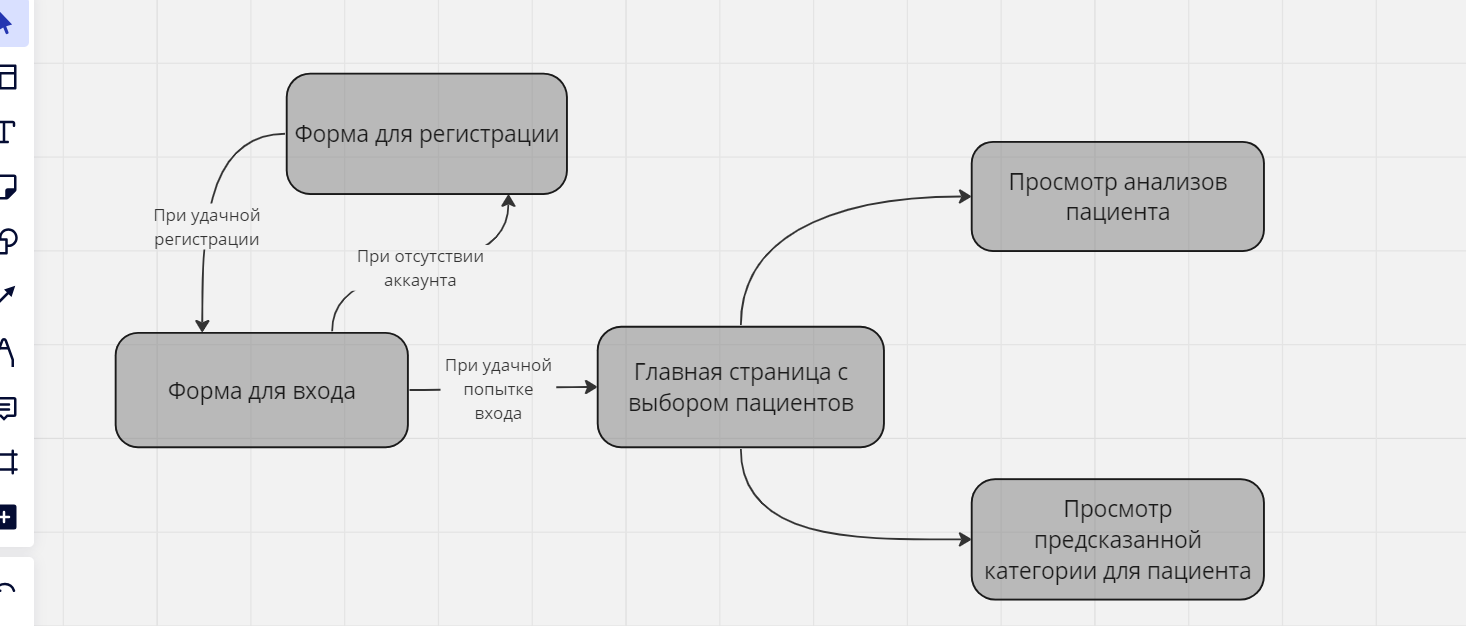 Форма для регистрации
При удачной
регистрации
При отсутствии
аккаунта
Форма для входа
При удачной
попытке
входа
Главная страница с
выбором пациентов
Просмотр анализов
пациента
Просмотр
предсказанной
категории для пациента